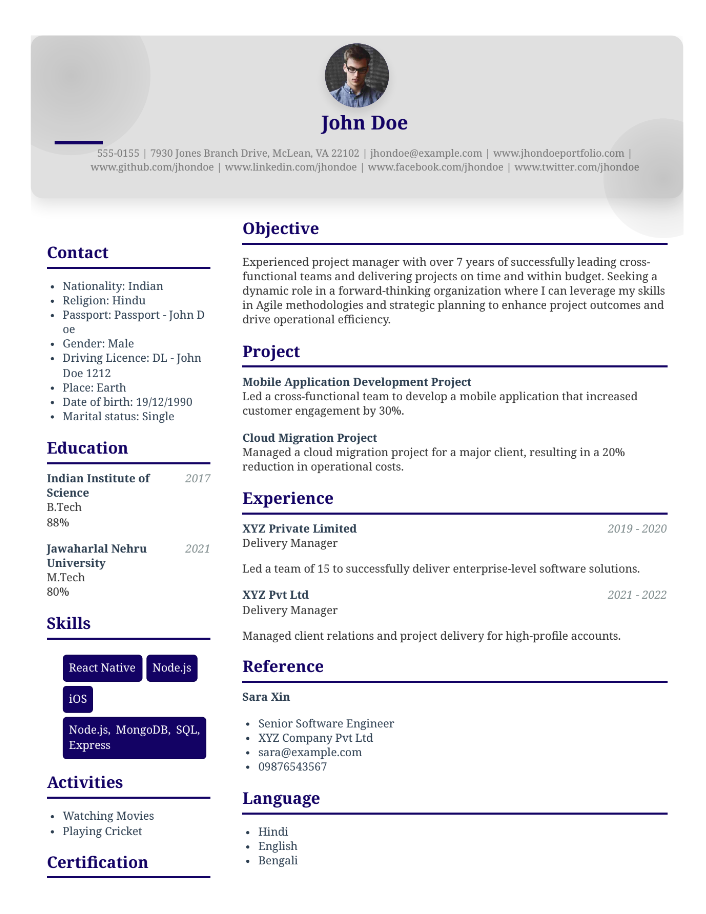 John Doe
555-0155 | 7930 Jones Branch Drive, McLean, VA 22102 | jhondoe@example.com | www.jhondoeportfolio.com |
www.github.com/jhondoe | www.linkedin.com/jhondoe | www.facebook.com/jhondoe | www.twitter.com/jhondoe
Contact
• Nationality: Indian
• Religion: Hindu
• Passport: Passport - John D
oe
• Gender: Male
• Driving Licence: DL - John
Doe 1212
• Place: Earth
• Date of birth: 19/12/1990
• Marital status: Single
Education
Indian Institute of 2017
Science
B.Tech
88%
Jawaharlal Nehru 2021
University
M.Tech
80%
Skills
React Native Node.js
iOS
Node.js, MongoDB, SQL,
Express
Activities
• Watching Movies
• Playing Cricket
Certification
Objective
Experienced project manager with over 7 years of successfully leading cross-
functional teams and delivering projects on time and within budget. Seeking a
dynamic role in a forward-thinking organization where I can leverage my skills
in Agile methodologies and strategic planning to enhance project outcomes and
drive operational efficiency.
Project
Mobile Application Development Project
Led a cross-functional team to develop a mobile application that increased
customer engagement by 30%.
Cloud Migration Project
Managed a cloud migration project for a major client, resulting in a 20%
reduction in operational costs.
Experience
XYZ Private Limited 2019 - 2020
Delivery Manager
Led a team of 15 to successfully deliver enterprise-level software solutions.
XYZ Pvt Ltd 2021 - 2022
Delivery Manager
Managed client relations and project delivery for high-profile accounts.
Reference
Sara Xin
• Senior Software Engineer
• XYZ Company Pvt Ltd
• sara@example.com
• 09876543567
Language
• Hindi
• English
• Bengali